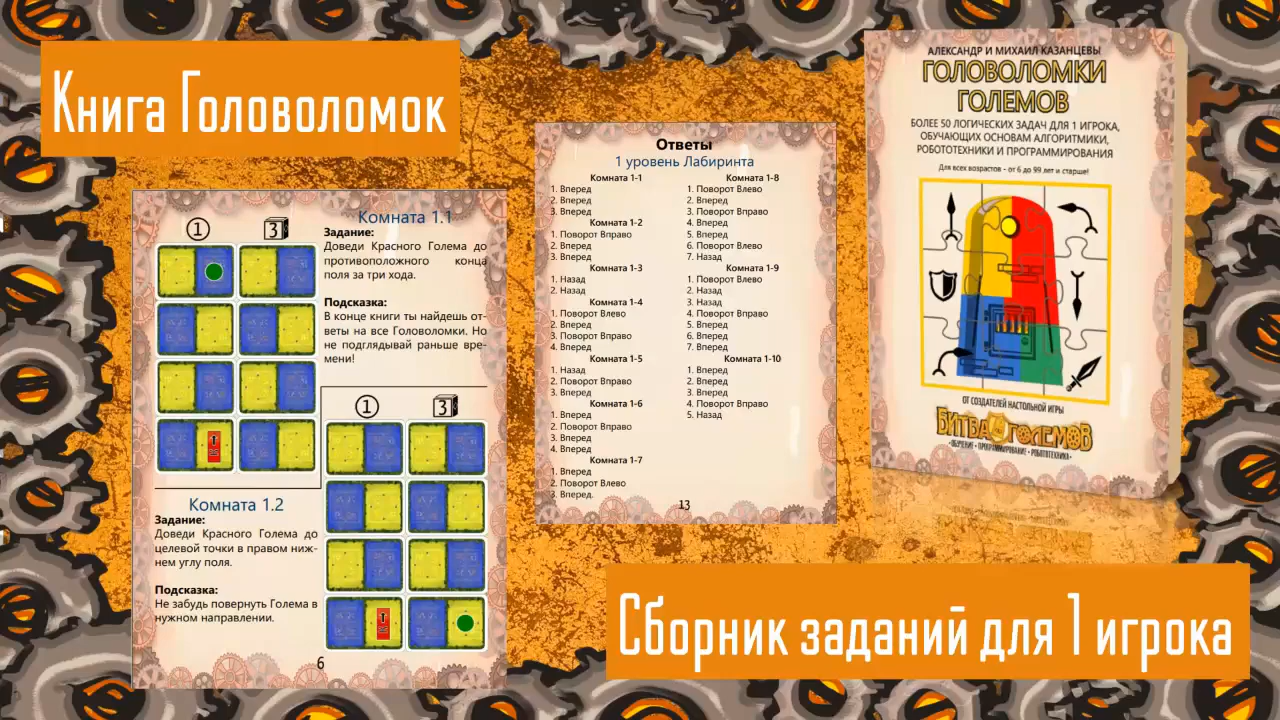 Книга Головоломок
1
3
Комната 1.1
Задание:
Доведи Красного Голема до
противоположного конца
поля за три хода.
Подсказка:
В конце книги ты найдешь от-
веты на все Головоломки. Но
не подглядывай раньше вре-
мени!
1
3
Комната 1.2
Задание:
Доведи Красного Голема до
целевой точки в правом ниж-
нем углу поля.
Подсказка:
Не забудь повернуть Голема в
нужном направлении.
6
Ответы
1 уровень Лабиринта
Комната 1-1
1. Вперед
2. Вперед
3. Вперед
Комната 1-2
1. Поворот Вправо
2. Вперед
3. Вперед
Комната 1-3
1. Назад
2. Назад
Комната 1-4
1. Поворот Влево
2. Вперед
3. Поворот Вправо
4. Вперед
Комната 1-5
1. Назад
2. Поворот Вправо
3. Вперед
Комната 1-6
1. Вперед
2. Поворот Вправо
3. Вперед
4. Вперед
Комната 1-7
1. Вперед
2. Поворот Влево
3. Вперед.
Комната 1-8
1. Поворот Влево
2. Вперед
3. Поворот Вправо
4. Вперед
5. Вперед
6. Поворот Влево
7. Назад
Комната 1-9
1. Поворот Влево
2. Назад
3. Назад
4. Поворот Вправо
5. Вперед
6. Вперед
7. Вперед
Комната 1-10
1. Вперед
2. Вперед
3. Вперед
4. Поворот Вправо
5. Назад
13
АЛЕКСАНДР И МИХАИЛ КАЗАНЦЕВЫ
ГОЛОВОЛОМКИ
ГОЛЕМОВ
БОЛЕЕ 50 ЛОГИЧЕСКИХ ЗАДАЧ ДЛЯ 1 ИГРОКА,
ОБУЧАЮЩИХ ОСНОВАМ АЛГОРИТМИКИ,
РОБОТОТЕХНИКИ И ПРОГРАММИРОВАНИЯ
Для всех возрастов - от 6 до 99 лет и старше!
ОТ СОЗДАТЕЛЕЙ НАСТОЛЬНОЙ ИГРЫ
БИТВА ГОЛЕМОВ
•ОБУЧЕНИЕ • ПРОГРАММИРОВАНИЕ • РОБОТОТЕХНИКА•
Сборник заданий для 1 игрока